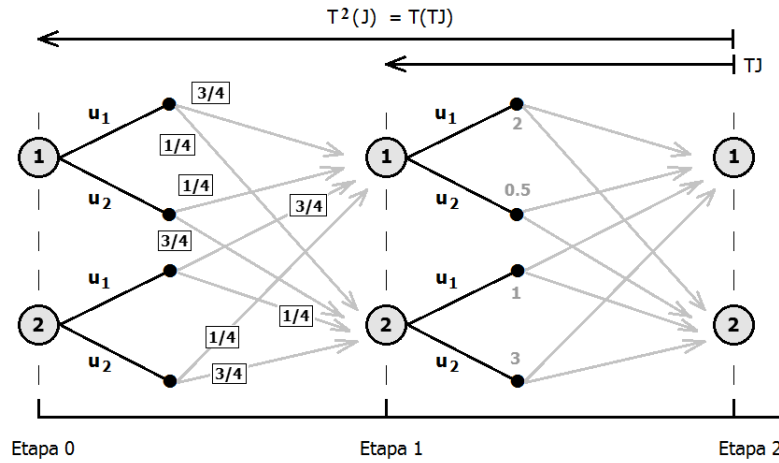 T²(J) = T(TJ)
TJ
3/4
u₁ u₁
2
1/4
1 1 1
1/4 0.5
u₂ u₂
3/4
3/4
u₁ u₁
1
1/4
2 2 2
1/4
u₂ u₂
3
3/4
Etapa 0 Etapa 1 Etapa 2